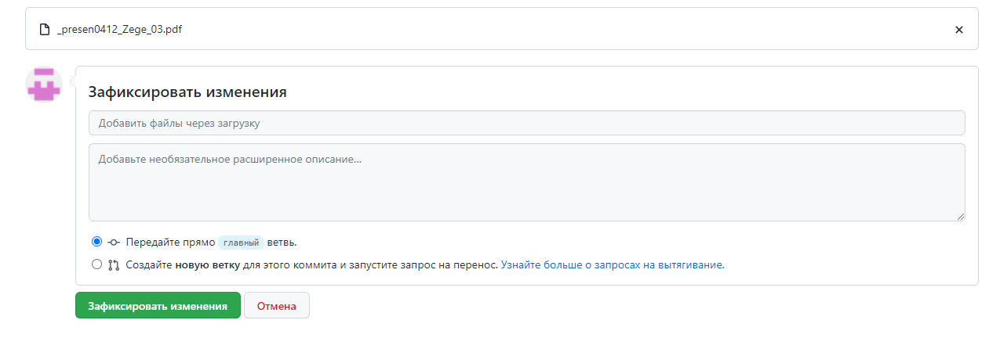 _presen0412_Zege_03.pdf
Зафиксировать изменения
Добавить файлы через загрузку
Добавьте необязательное расширенное описание...
Передайте прямо главный ветвь.
Создайте новую ветку для этого коммита и запустите запрос на перенос. Узнайте больше о запросах на вытягивание.
Зафиксировать изменения Отмена